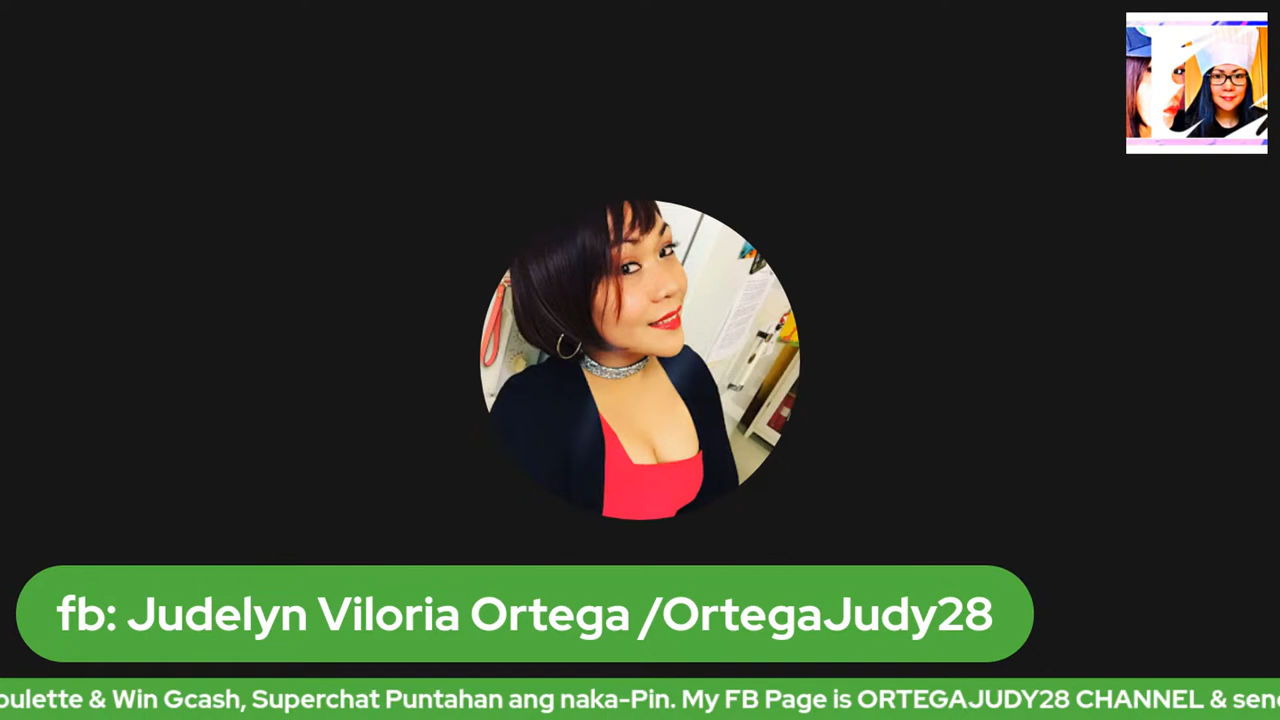 fb: Judelyn Viloria Ortega /OrtegaJudy28
oulette & Win Gcash, Superchat Puntahan ang naka-Pin. My FB Page is ORTEGAJUDY28 CHANNEL & sen